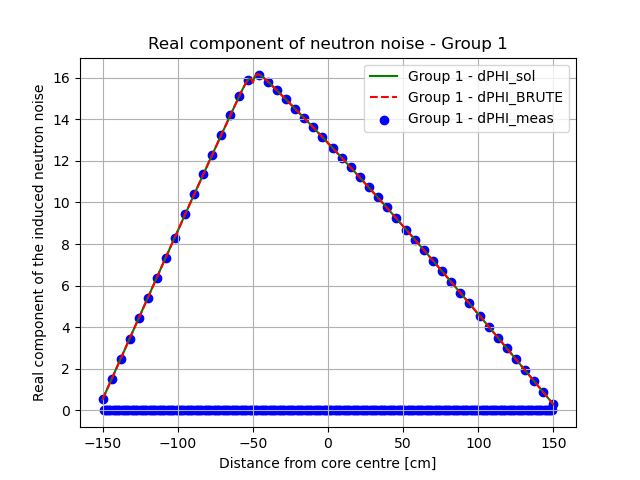 Real component of neutron noise - Group 1
Group 1 - dPHI_sol
Group 1 - dPHI_BRUTE
Group 1 - dPHI_meas
Real component of the induced neutron noise
16
14
12
10
8
6
4
2
0
−150
−100
−50
0
50
100
150
Distance from core centre [cm]